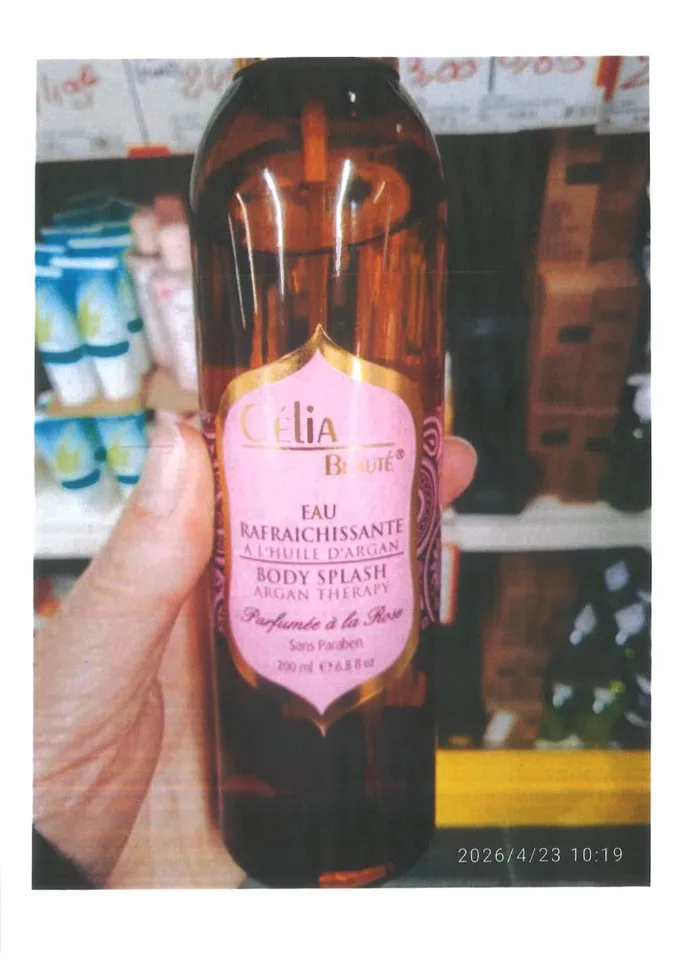 300
CÉLIA
BEAUTÉ®
EAU
RAFRAICHISSANTE
A L'HUILE D'ARGAN
BODY SPLASH
ARGAN THERAPY
Parfumée à la Rose
Sans Paraben
200 ml e 6.8 fl oz
2026/4/23 10:19